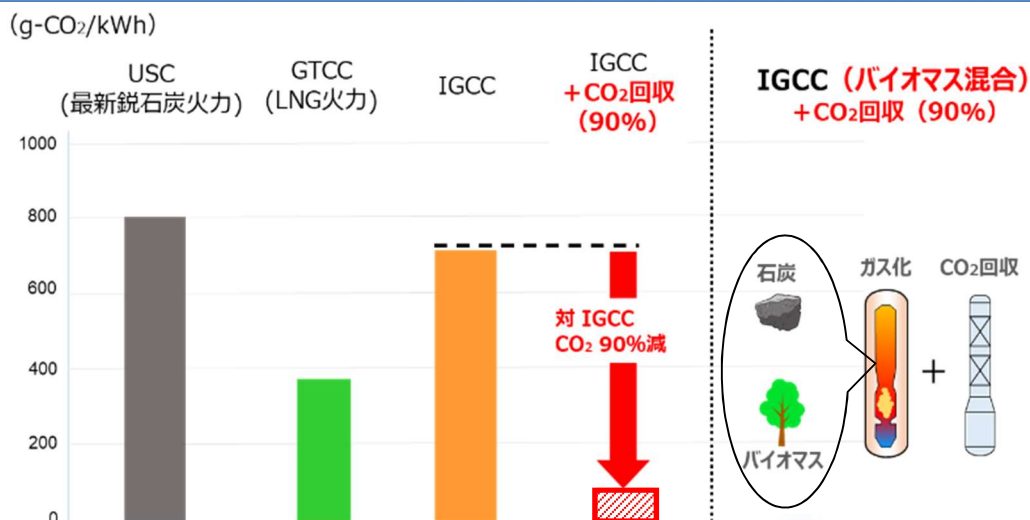 (g-CO₂/kWh)
USC
(最新鋭石炭火力)
GTCC
(LNG火力)
IGCC
IGCC
+CO₂回収
(90%)
IGCC（バイオマス混合）
+CO₂回収（90%）
1000
800
600
400
200
0
対 IGCC
CO₂ 90%減
石炭
バイオマス
ガス化
CO₂回収
+